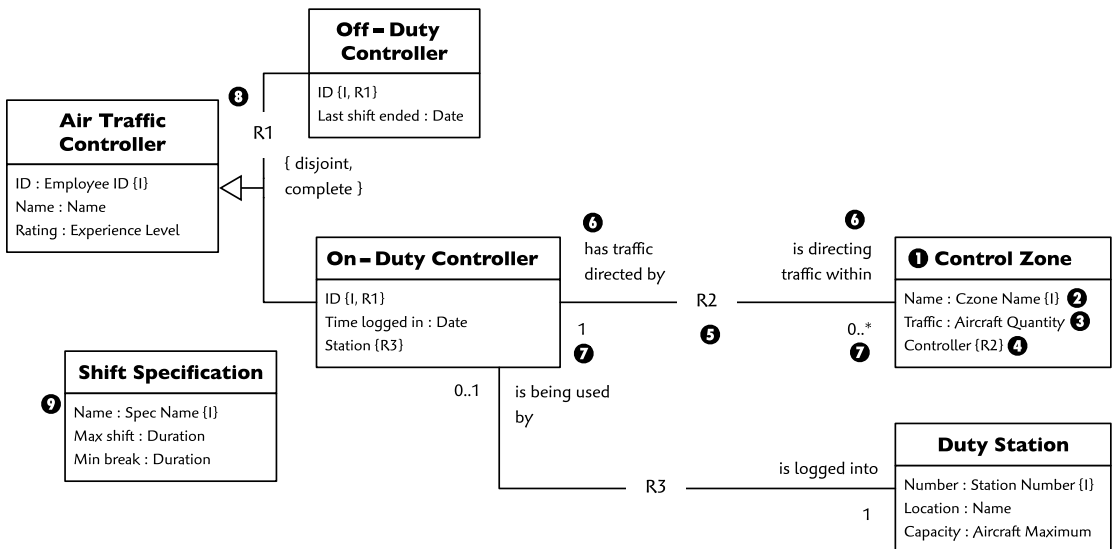 Off – Duty
Controller
ID {I, R1}
Last shift ended : Date
8
R1
{ disjoint,
complete }
Air Traffic
Controller
ID : Employee ID {I}
Name : Name
Rating : Experience Level
On – Duty Controller
ID {I, R1}
Time logged in : Date
Station {R3}
6
has traffic
directed by
R2
5
1
7
6
is directing
traffic within
0..*
7
1 Control Zone
Name : Czone Name {I} 2
Traffic : Aircraft Quantity 3
Controller {R2} 4
Shift Specification
9
Name : Spec Name {I}
Max shift : Duration
Min break : Duration
0..1
is being used
by
R3
is logged into
1
Duty Station
Number : Station Number {I}
Location : Name
Capacity : Aircraft Maximum